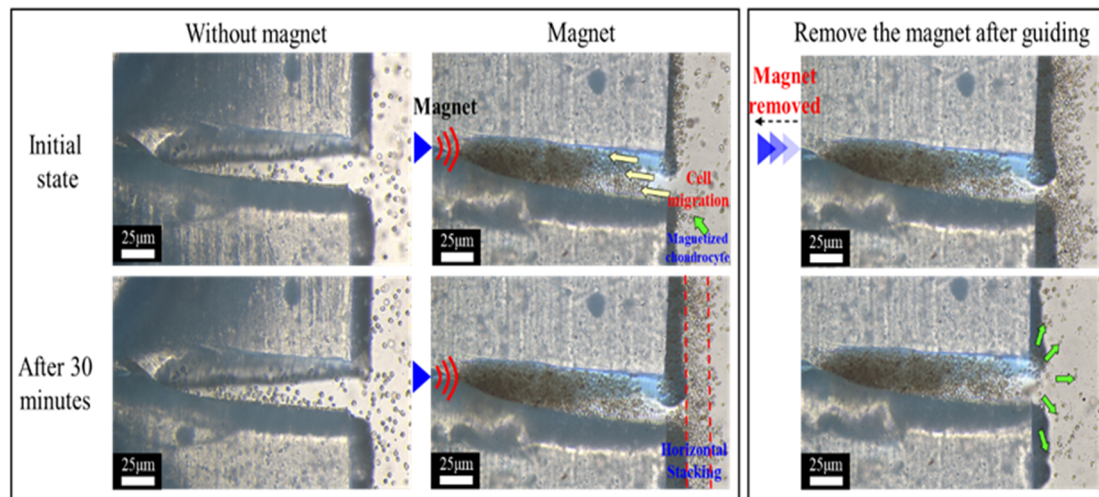 Without magnet
Magnet
Remove the magnet after guiding
Initial
state
Magnet
Cell
migration
Magnetized
chondrocyte
Magnet
removed
25μm
25μm
25μm
After 30
minutes
Horizontal
Stacking
25μm
25μm
25μm